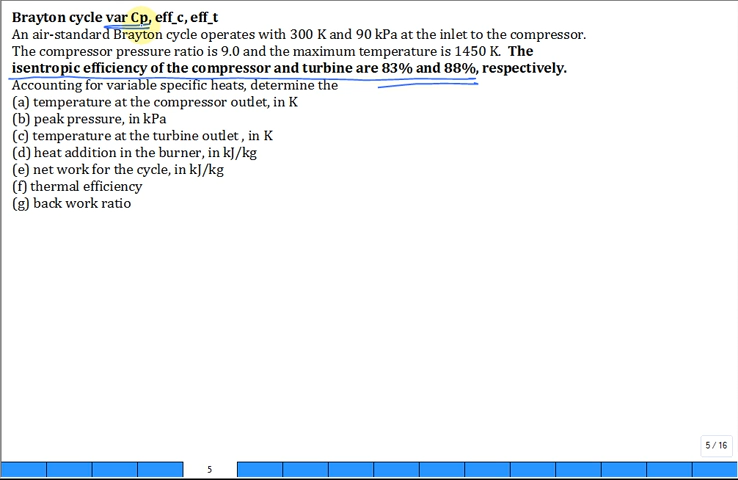 Brayton cycle var Cp, eff_c, eff_t
An air-standard Brayton cycle operates with 300 K and 90 kPa at the inlet to the compressor.
The compressor pressure ratio is 9.0 and the maximum temperature is 1450 K.  The
isentropic efficiency of the compressor and turbine are 83% and 88%, respectively.
Accounting for variable specific heats, determine the
(a) temperature at the compressor outlet, in K
(b) peak pressure, in kPa
(c) temperature at the turbine outlet , in K
(d) heat addition in the burner, in kJ/kg
(e) net work for the cycle, in kJ/kg
(f) thermal efficiency
(g) back work ratio
5 / 16
5